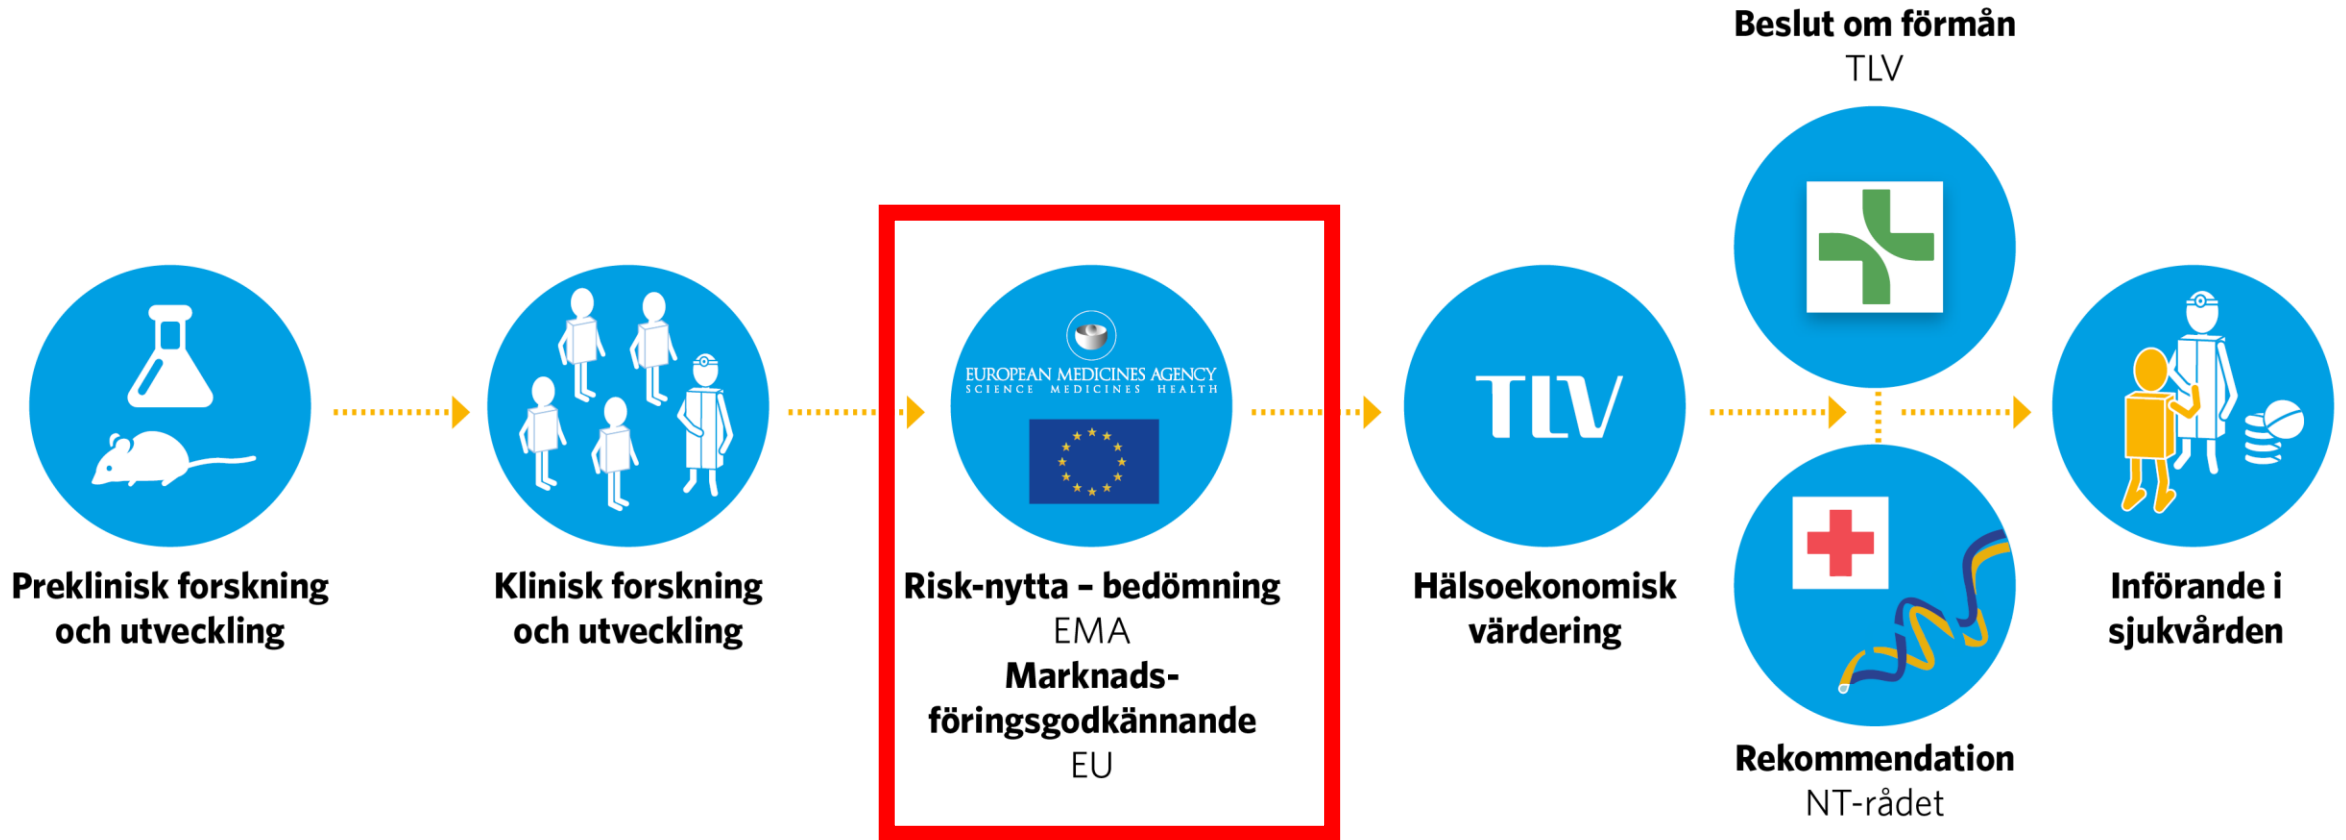 Prekliniisk forskning
och utveckling
Klinisk forskning
och utveckling
EUROPEAN MEDICINES AGENCY
SCIENCE MEDICINES HEALTH
Risk-nytta – bedömning
EMA
Marknads-
föringsgodkännande
EU
TLV
Hälsoekonomisk
värdering
Beslut om förmån
TLV
Rekommendation
NT-rådet
Införande i
sjukvården